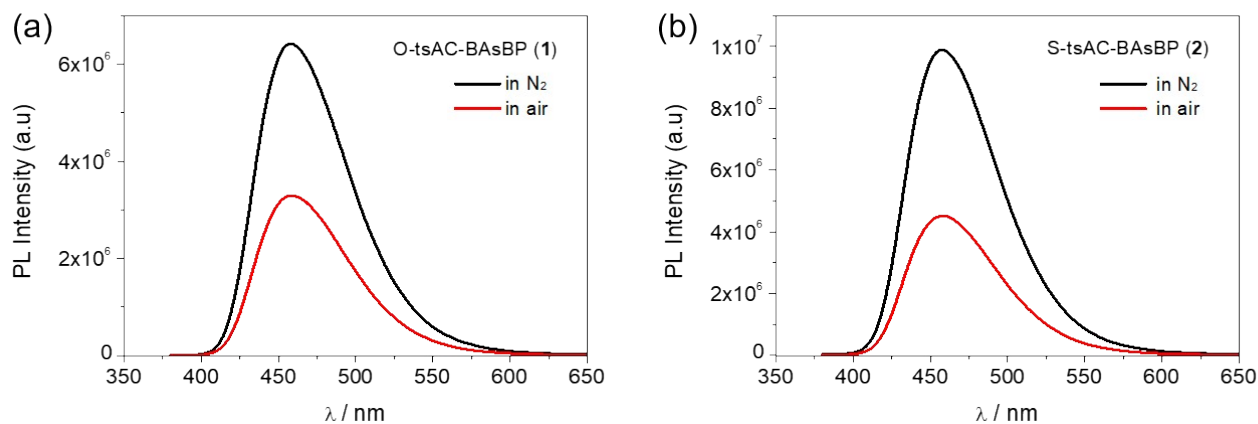 (a)
O-tsAC-BAsBP (1)
in N₂
in air
PL Intensity (a.u)
6x10⁶
4x10⁶
2x10⁶
0
350 400 450 500 550 600 650
λ / nm
(b)
S-tsAC-BAsBP (2)
in N₂
in air
PL Intensity (a.u)
1x10⁷
8x10⁶
6x10⁶
4x10⁶
2x10⁶
0
350 400 450 500 550 600 650
λ / nm